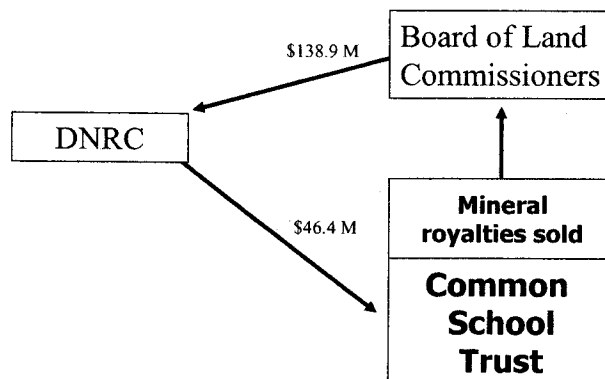 $138.9 M
Board of Land
Commissioners
DNRC
$46.4 M
Mineral
royalties sold
Common
School
Trust